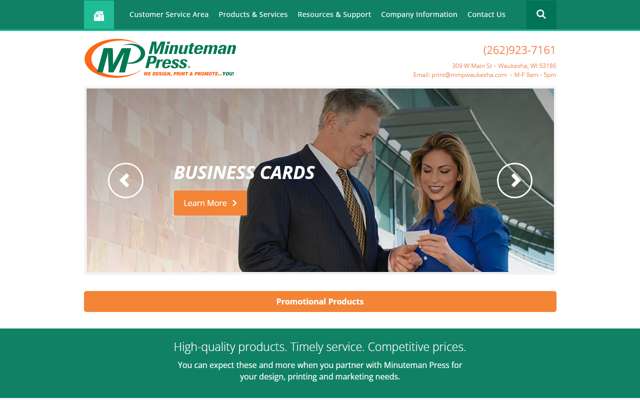 Customer Service Area Products & Services Resources & Support Company Information Contact Us
Minuteman
Press.
WE DESIGN, PRINT & PROMOTE...YOU!
(262)923-7161
309 W Main St - Waukesha, WI 53186
Email: print@mmpwaukesha.com - M-F 9am - 5pm
BUSINESS CARDS
Learn More
Promotional Products
High-quality products. Timely service. Competitive prices.
You can expect these and more when you partner with Minuteman Press for
your design, printing and marketing needs.